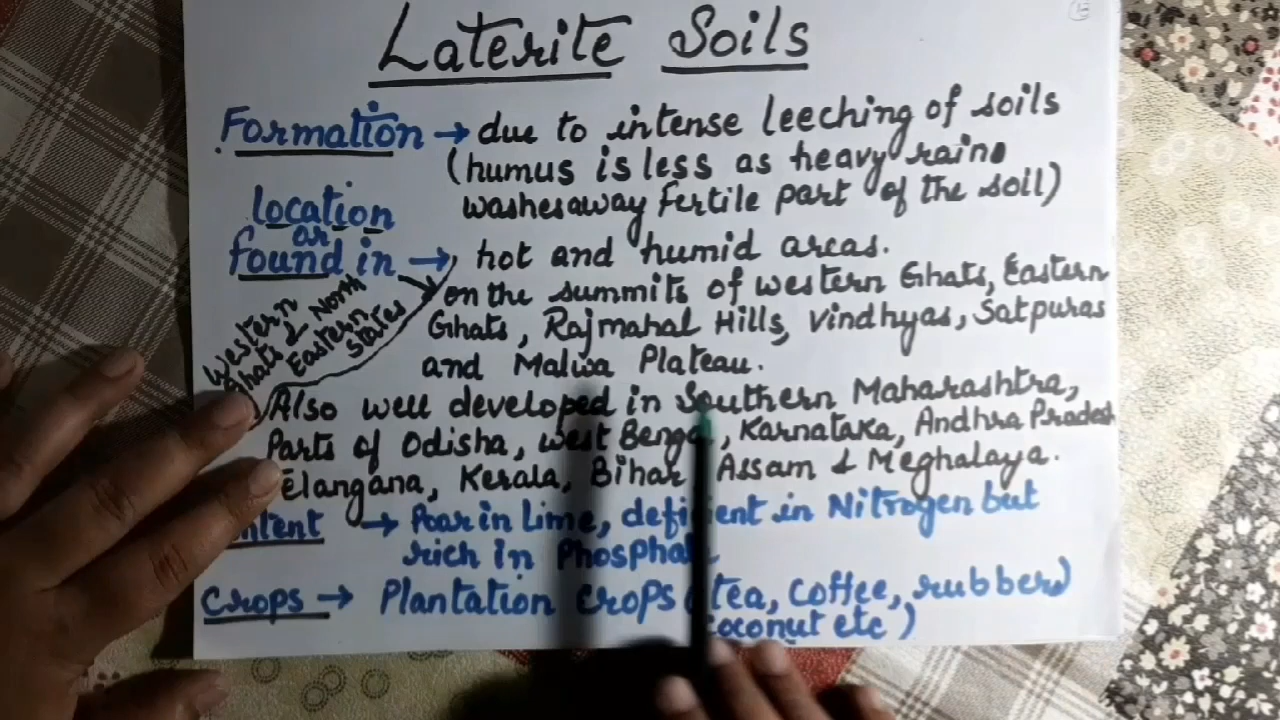 Laterite Soils
Formation → due to intense leeching of soils
(humus is less as heavy rains
washes away fertile part of the soil)
location
or
found in → hot and humid areas.
on the summits of western Ghats, Eastern
Ghats, Rajmahal Hills, Vindhyas, Satpuras
and Malwa Plateau.
Western
Ghats & North
Eastern
States
Also well developed in Southern Maharashtra,
Parts of Odisha, West Bengal, Karnataka, Andhra Pradesh
Telangana, Kerala, Bihar, Assam & Meghalaya.
→ Poor in Lime, deficient in Nitrogen but
rich in
Crops → Plantation crops (tea, coffee, rubber)
coconut etc)